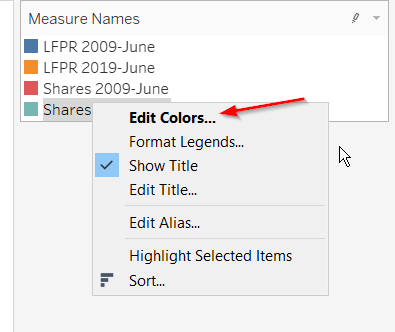 Measure Names
LFPR 2009-June
LFPR 2019-June
Shares 2009-June
Shares
Edit Colors...
Format Legends...
Show Title
Edit Title...
Edit Alias...
Highlight Selected Items
Sort...